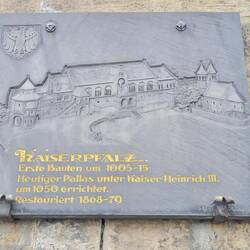 KAISERPFALZ
Erste Bauten um 1005-15
Heutiger Pallas unter Kaiser Heinrich III.
um 1050 errichtet.
Restauriert 1868-79